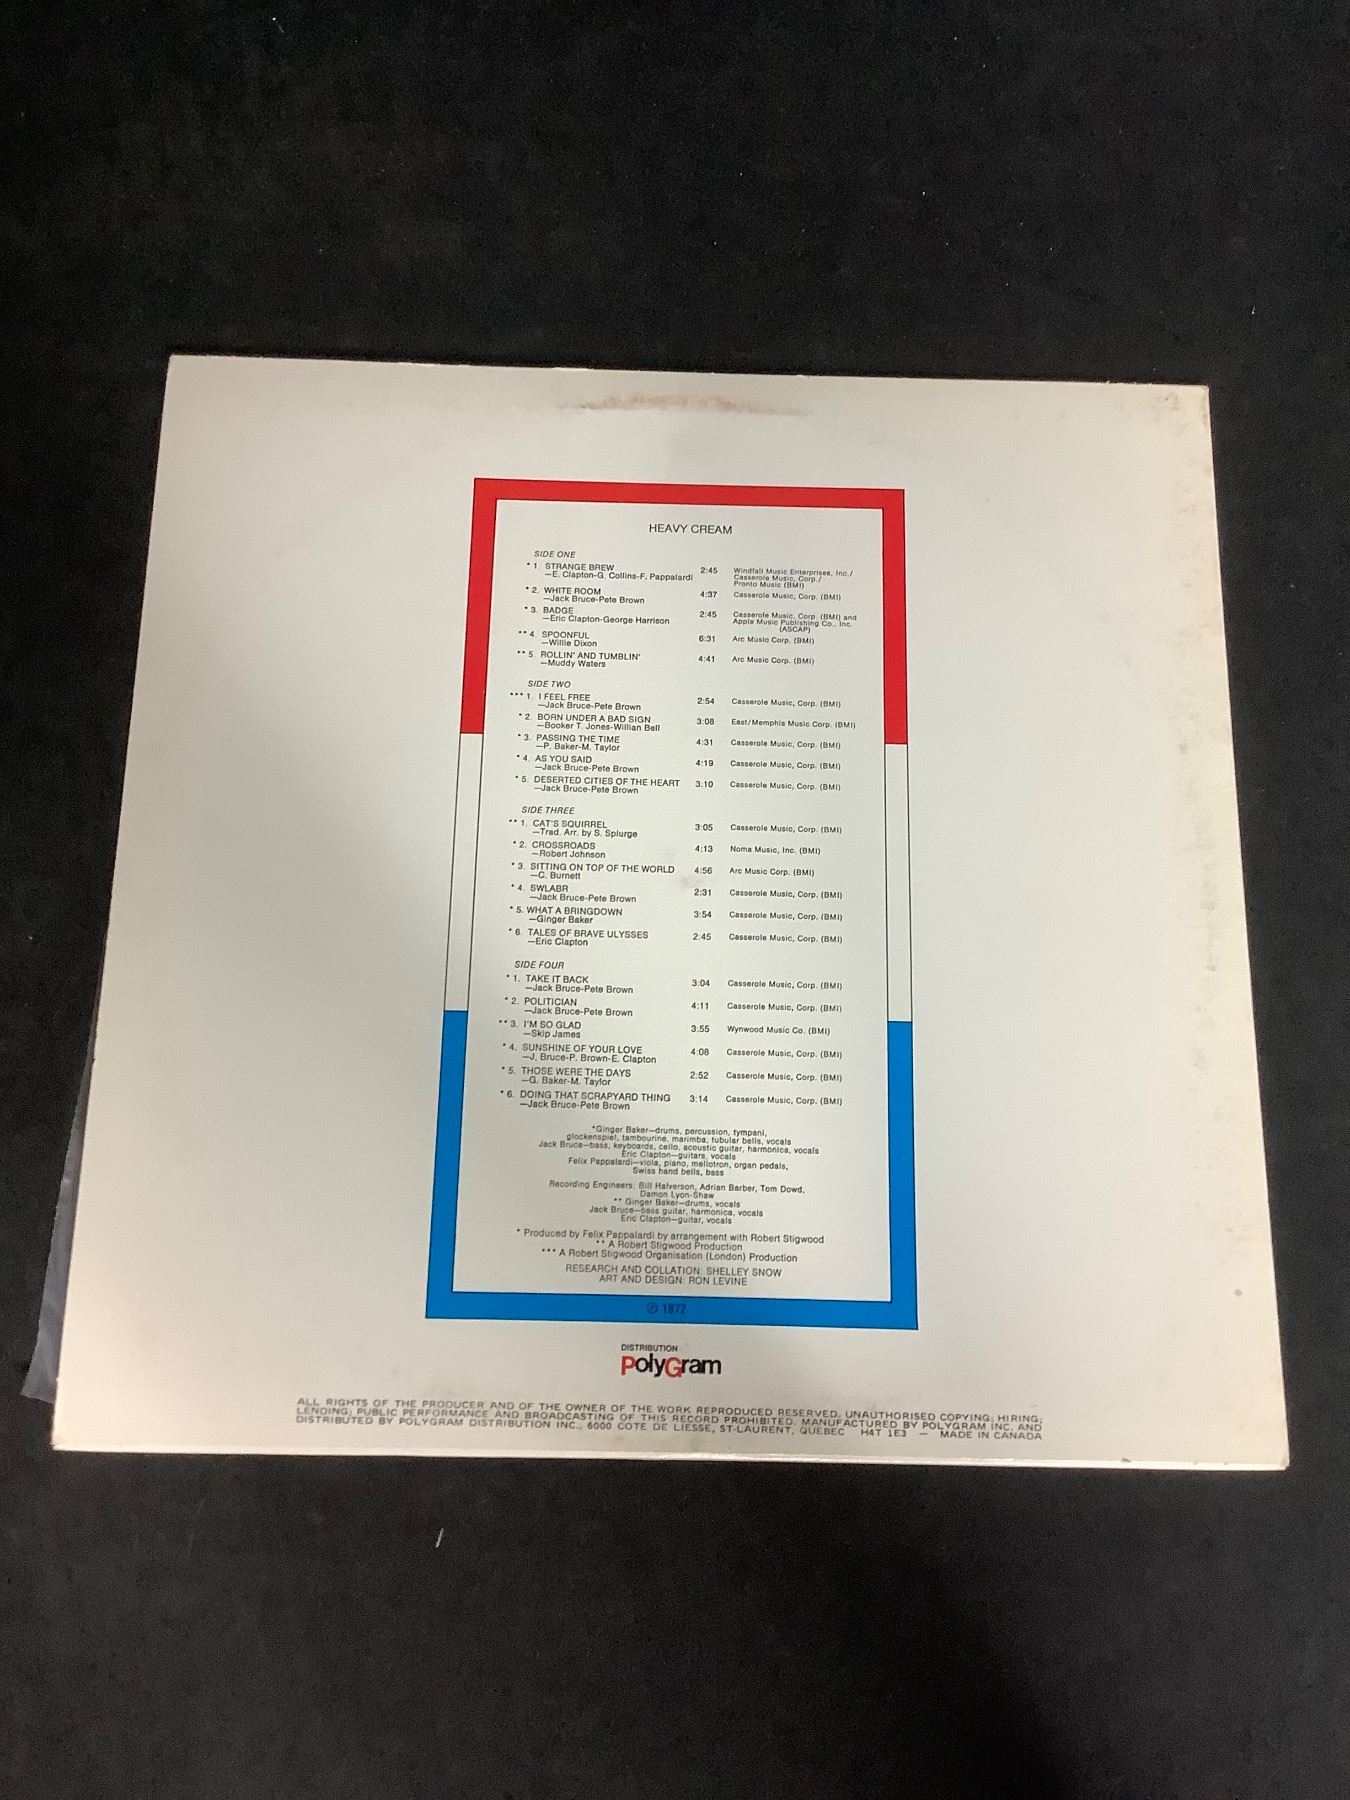 HEAVY CREAM
SIDE ONE
* 1. STRANGE BREW 2:45 Windfall Music Enterprises, Inc./
—E. Clapton-G. Collins-F. Pappalardi Casserole Music, Corp./
Pronto Music (BMI)
* 2. WHITE ROOM 4:37 Casserole Music, Corp. (BMI)
—Jack Bruce-Pete Brown
* 3. BADGE 2:45 Casserole Music, Corp. (BMI) and
—Eric Clapton-George Harrison Apple Music Publishing Co., Inc.
(ASCAP)
** 4. SPOONFUL 6:31 Arc Music Corp. (BMI)
—Willie Dixon
** 5. ROLLIN' AND TUMBLIN' 4:41 Arc Music Corp. (BMI)
—Muddy Waters
SIDE TWO
*** 1. I FEEL FREE 2:54 Casserole Music, Corp. (BMI)
—Jack Bruce-Pete Brown
* 2. BORN UNDER A BAD SIGN 3:08 East/Memphis Music Corp. (BMI)
—Booker T. Jones-Willian Bell
* 3. PASSING THE TIME 4:31 Casserole Music, Corp. (BMI)
—P. Baker-M. Taylor
* 4. AS YOU SAID 4:19 Casserole Music, Corp. (BMI)
—Jack Bruce-Pete Brown
* 5. DESERTED CITIES OF THE HEART 3:10 Casserole Music, Corp. (BMI)
—Jack Bruce-Pete Brown
SIDE THREE
** 1. CAT'S SQUIRREL 3:05 Casserole Music, Corp. (BMI)
—Trad. Arr. by S. Splurge
* 2. CROSSROADS 4:13 Noma Music, Inc. (BMI)
—Robert Johnson
* 3. SITTING ON TOP OF THE WORLD 4:56 Arc Music Corp. (BMI)
—C. Burnett
* 4. SWLABR 2:31 Casserole Music, Corp. (BMI)
—Jack Bruce-Pete Brown
* 5. WHAT A BRINGDOWN 3:54 Casserole Music, Corp. (BMI)
—Ginger Baker
* 6. TALES OF BRAVE ULYSSES 2:45 Casserole Music, Corp. (BMI)
—Eric Clapton
SIDE FOUR
* 1. TAKE IT BACK 3:04 Casserole Music, Corp. (BMI)
—Jack Bruce-Pete Brown
* 2. POLITICIAN 4:11 Casserole Music, Corp. (BMI)
—Jack Bruce-Pete Brown
** 3. I'M SO GLAD 3:55 Wynwood Music Co. (BMI)
—Skip James
* 4. SUNSHINE OF YOUR LOVE 4:08 Casserole Music, Corp. (BMI)
—J. Bruce-P. Brown-E. Clapton
* 5. THOSE WERE THE DAYS 2:52 Casserole Music, Corp. (BMI)
—G. Baker-M. Taylor
* 6. DOING THAT SCRAPYARD THING 3:14 Casserole Music, Corp. (BMI)
—Jack Bruce-Pete Brown
*Ginger Baker—drums, percussion, tympani,
glockenspiel, tambourine, marimba, tubular bells, vocals
Jack Bruce—bass, keyboards, cello, acoustic guitar, harmonica, vocals
Eric Clapton—guitars, vocals
Felix Pappalardi—viola, piano, mellotron, organ pedals,
Swiss hand bells, bass
Recording Engineers: Bill Halverson, Adrian Barber, Tom Dowd,
Damon Lyon-Shaw
** Ginger Baker—drums, vocals
Jack Bruce—bass guitar, harmonica, vocals
Eric Clapton—guitar, vocals
* Produced by Felix Pappalardi by arrangement with Robert Stigwood
** A Robert Stigwood Production
*** A Robert Stigwood Organisation (London) Production
RESEARCH AND COLLATION: SHELLEY SNOW
ART AND DESIGN: RON LEVINE
℗ 1972
DISTRIBUTION
PolyGram
ALL RIGHTS OF THE PRODUCER AND OF THE OWNER OF THE WORK REPRODUCED RESERVED. UNAUTHORISED COPYING; HIRING;
LENDING; PUBLIC PERFORMANCE AND BROADCASTING OF THIS RECORD PROHIBITED. MANUFACTURED BY POLYGRAM INC. AND
DISTRIBUTED BY POLYGRAM DISTRIBUTION INC., 6000 COTE DE LIESSE, ST-LAURENT, QUEBEC H4T 1E3 — MADE IN CANADA